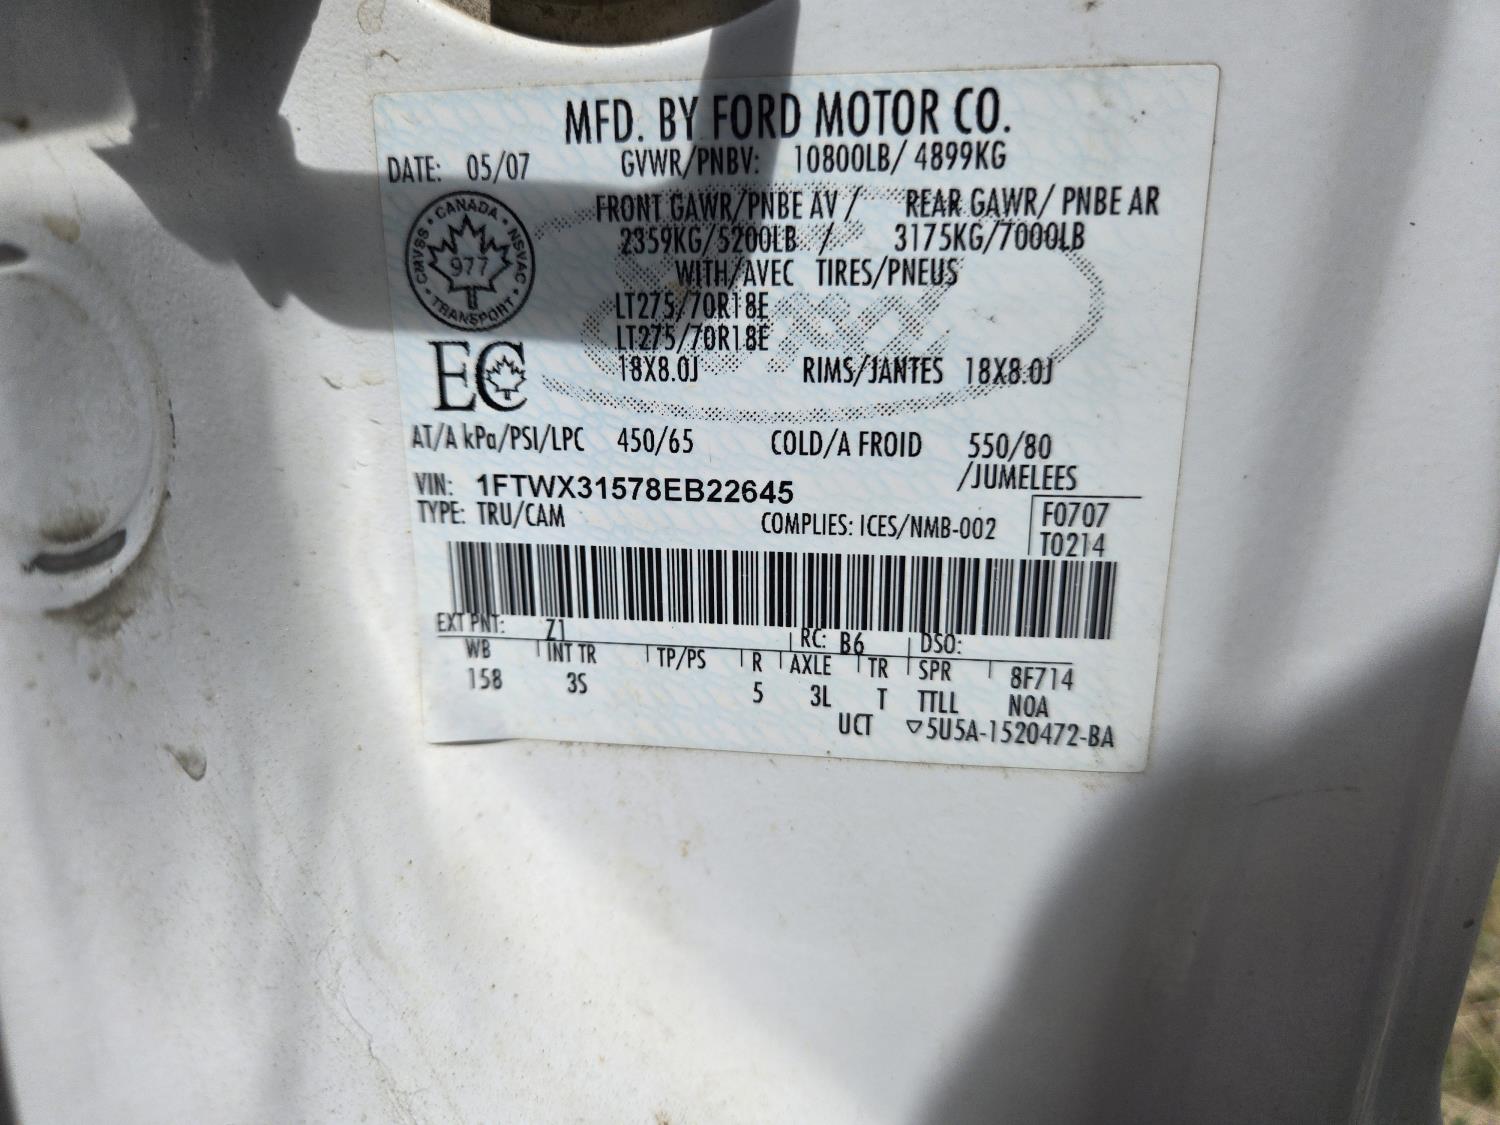 MFD. BY FORD MOTOR CO.
DATE: 05/07 GVWR/PNBV: 10800LB/ 4899KG
FRONT GAWR/PNBE AV / REAR GAWR/ PNBE AR
2359KG/5200LB / 3175KG/7000LB
WITH/AVEC TIRES/PNEUS
CANADA · NSVAC · TRANSPORT · CMVSS
977
LT275/70R18E
LT275/70R18E
18X8.0J RIMS/JANTES 18X8.0J
EC
AT/A kPa/PSI/LPC 450/65 COLD/A FROID 550/80
/JUMELEES
VIN: 1FTWX31578EB22645
TYPE: TRU/CAM COMPLIES: ICES/NMB-002
F0707
T0214
EXT PNT: Z1 RC: B6 DSO:
WB INT TR TP/PS R AXLE TR SPR 8F714
158 3S 5 3L T TTLL NOA
UCT ▽5U5A-1520472-BA